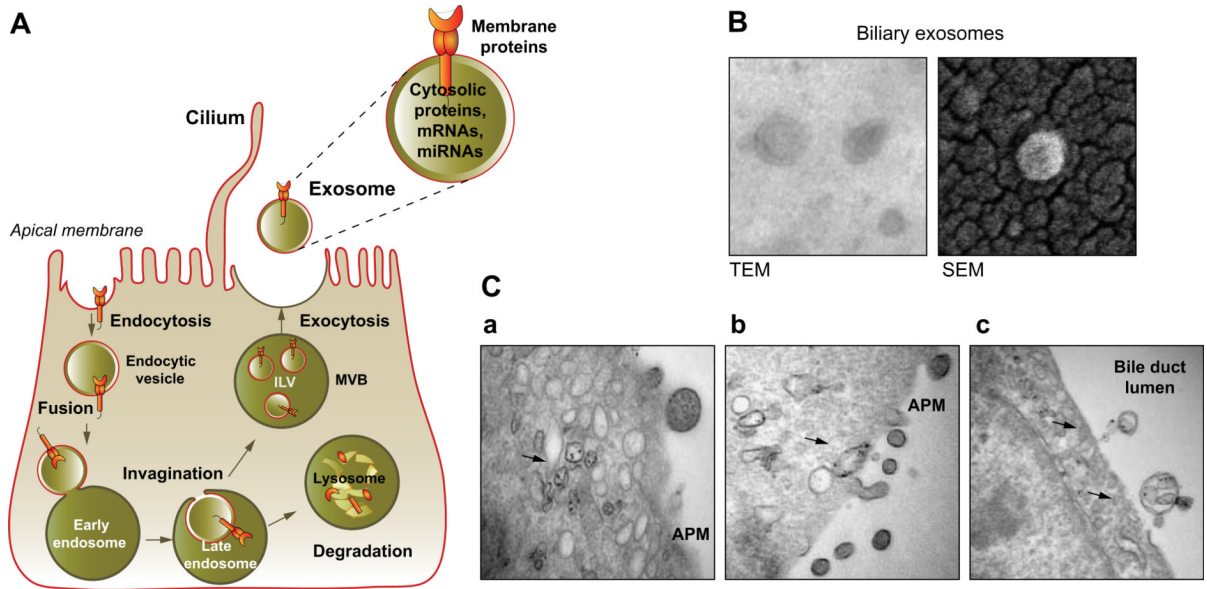 A
Membrane
proteins
Cytosolic
proteins,
mRNAs,
miRNAs
Cilium
Exosome
Apical membrane
Endocytosis
Exocytosis
Endocytic
vesicle
ILV
MVB
Fusion
Invagination
Lysosome
Early
endosome
Late
endosome
Degradation
B
Biliary exosomes
TEM
SEM
C
a
APM
b
APM
c
Bile duct
lumen